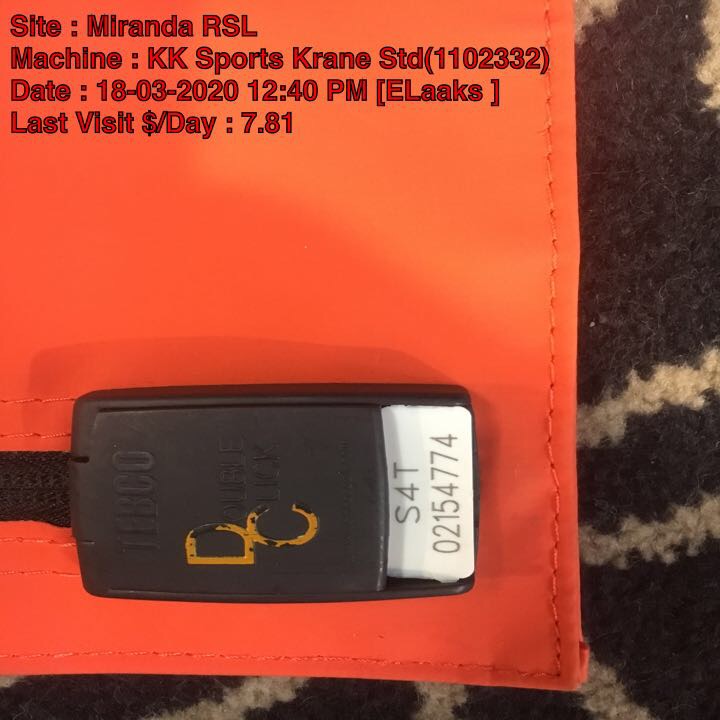 Site : Miranda RSL
Machine : KK Sports Krane Std(1102332)
Date : 18-03-2020 12:40 PM [ELaaks ]
Last Visit $/Day : 7.81
TEBCO
DOUBLE
CLICK
S4T
02154774